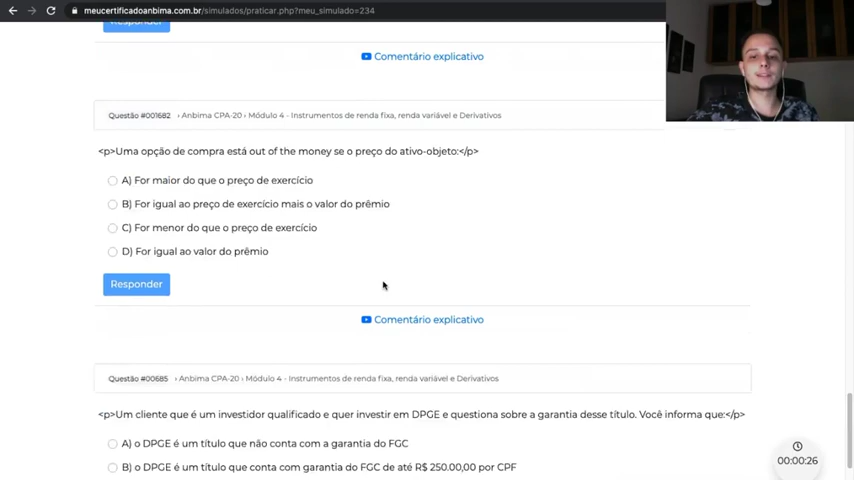 meucertificadoanbima.com.br/simulados/praticar.php?meu_simulado=234
Responder
Comentário explicativo
Questão #001682 › Anbima CPA-20 › Módulo 4 - Instrumentos de renda fixa, renda variável e Derivativos
<p>Uma opção de compra está out of the money se o preço do ativo-objeto:</p>
A) For maior do que o preço de exercício
B) For igual ao preço de exercício mais o valor do prêmio
C) For menor do que o preço de exercício
D) For igual ao valor do prêmio
Responder
Comentário explicativo
Questão #00685 › Anbima CPA-20 › Módulo 4 - Instrumentos de renda fixa, renda variável e Derivativos
<p>Um cliente que é um investidor qualificado e quer investir em DPGE e questiona sobre a garantia desse título. Você informa que:</p>
A) o DPGE é um título que não conta com a garantia do FGC
B) o DPGE é um título que conta com garantia do FGC de até R$ 250.00,00 por CPF
00:00:26